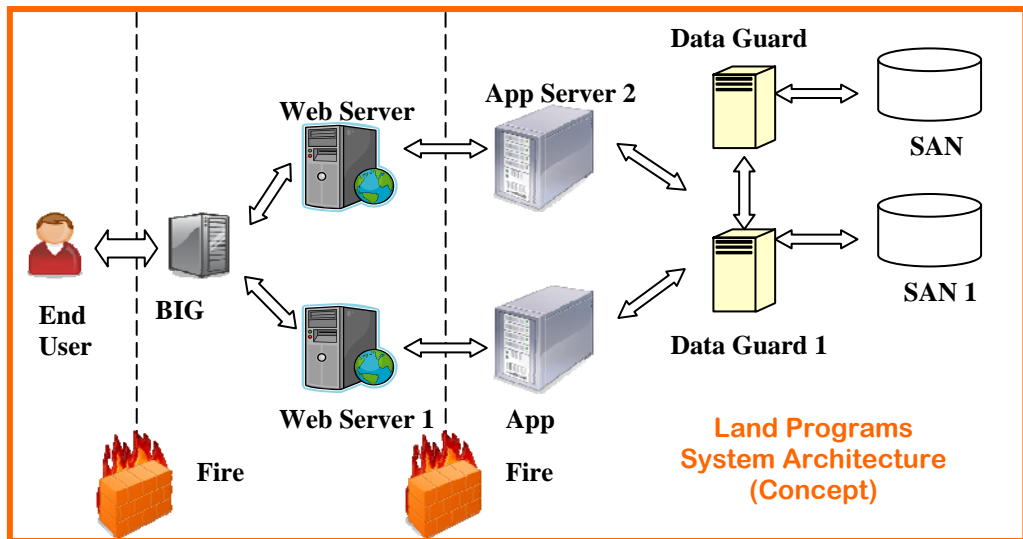 Data Guard
Web Server
App Server 2
SAN
End
User
BIG
SAN 1
Web Server 1
App
Data Guard 1
Fire
Fire
Land Programs
System Architecture
(Concept)